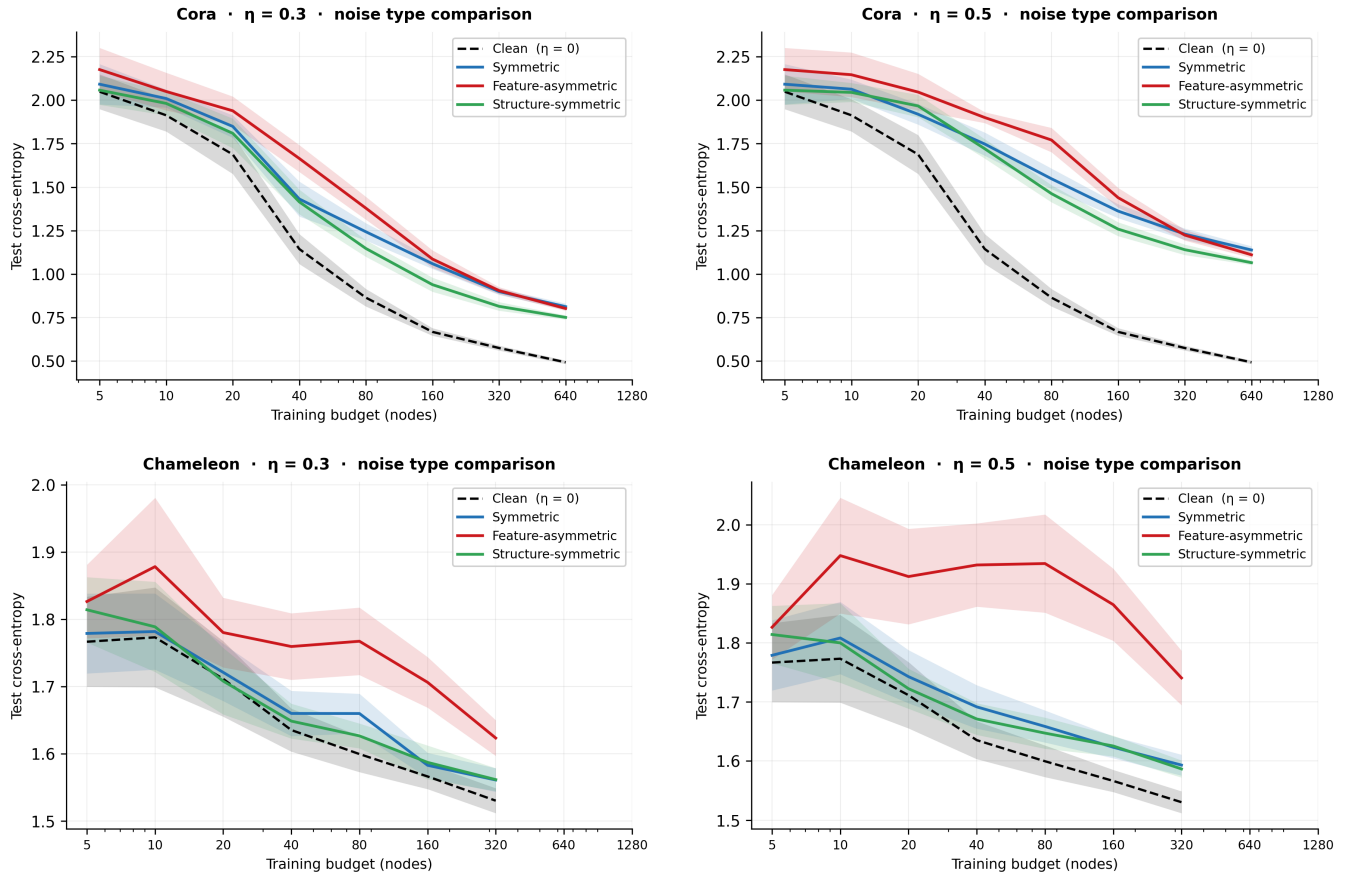 Cora · η = 0.3 · noise type comparison
Test cross-entropy
2.25
2.00
1.75
1.50
1.25
1.00
0.75
0.50
Clean (η = 0)
Symmetric
Feature-asymmetric
Structure-symmetric
5 10 20 40 80 160 320 640 1280
Training budget (nodes)
Cora · η = 0.5 · noise type comparison
Test cross-entropy
2.25
2.00
1.75
1.50
1.25
1.00
0.75
0.50
Clean (η = 0)
Symmetric
Feature-asymmetric
Structure-symmetric
5 10 20 40 80 160 320 640 1280
Training budget (nodes)
Chameleon · η = 0.3 · noise type comparison
Test cross-entropy
2.0
1.9
1.8
1.7
1.6
1.5
Clean (η = 0)
Symmetric
Feature-asymmetric
Structure-symmetric
5 10 20 40 80 160 320 640 1280
Training budget (nodes)
Chameleon · η = 0.5 · noise type comparison
Test cross-entropy
2.0
1.9
1.8
1.7
1.6
1.5
Clean (η = 0)
Symmetric
Feature-asymmetric
Structure-symmetric
5 10 20 40 80 160 320 640 1280
Training budget (nodes)